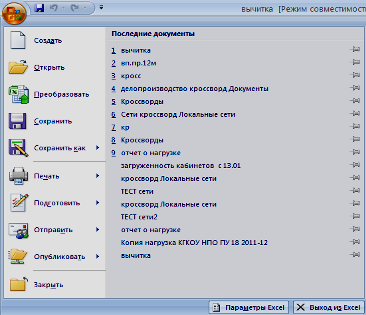 вычитка [Режим совместимост
Создать
Открыть
Преобразовать
Сохранить
Сохранить как
Печать
Подготовить
Отправить
Опубликовать
Закрыть
Последние документы
1 вычитка
2 вп.пр.12м
3 кросс
4 делопроизводство кроссворд Документы
5 Кроссворды
6 Сети кроссворд Локальные сети
7 кр
8 Кроссворды
9 отчет о нагрузке
загруженность кабинетов с 13.01
кроссворд Локальные сети
ТЕСТ сети
кроссворд Локальные сети
ТЕСТ сети2
отчет о нагрузке
Копия нагрузка КГКОУ НПО ПУ 18 2011-12
вычитка
Параметры Excel
Выход из Excel